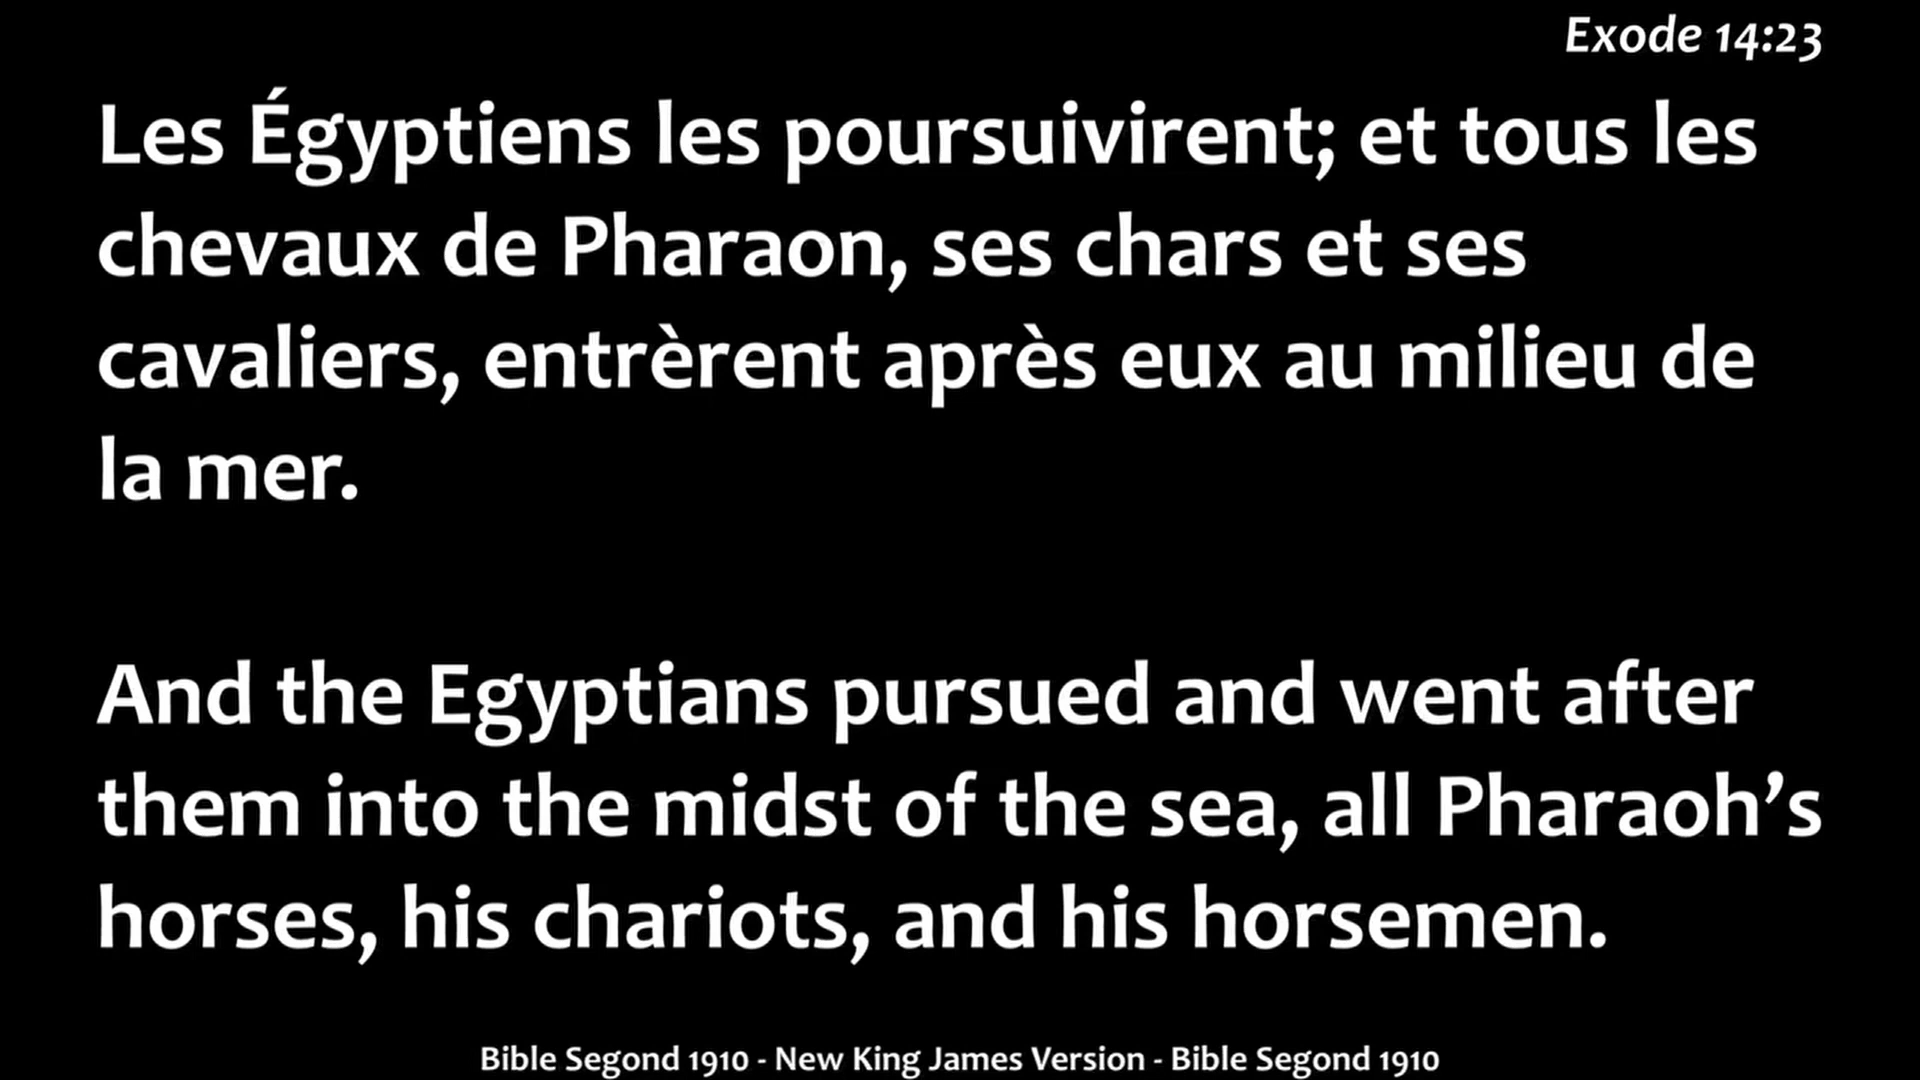 Exode 14:23
Les Égyptiens les poursuivirent; et tous les
chevaux de Pharaon, ses chars et ses
cavaliers, entrèrent après eux au milieu de
la mer.
And the Egyptians pursued and went after
them into the midst of the sea, all Pharaoh’s
horses, his chariots, and his horsemen.
Bible Segond 1910 - New King James Version - Bible Segond 1910